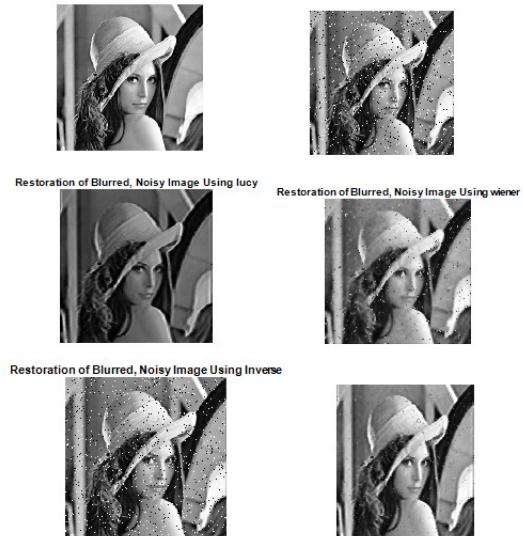 Restoration of Blurred, Noisy Image Using lucy
Restoration of Blurred, Noisy Image Using wiener
Restoration of Blurred, Noisy Image Using Inverse